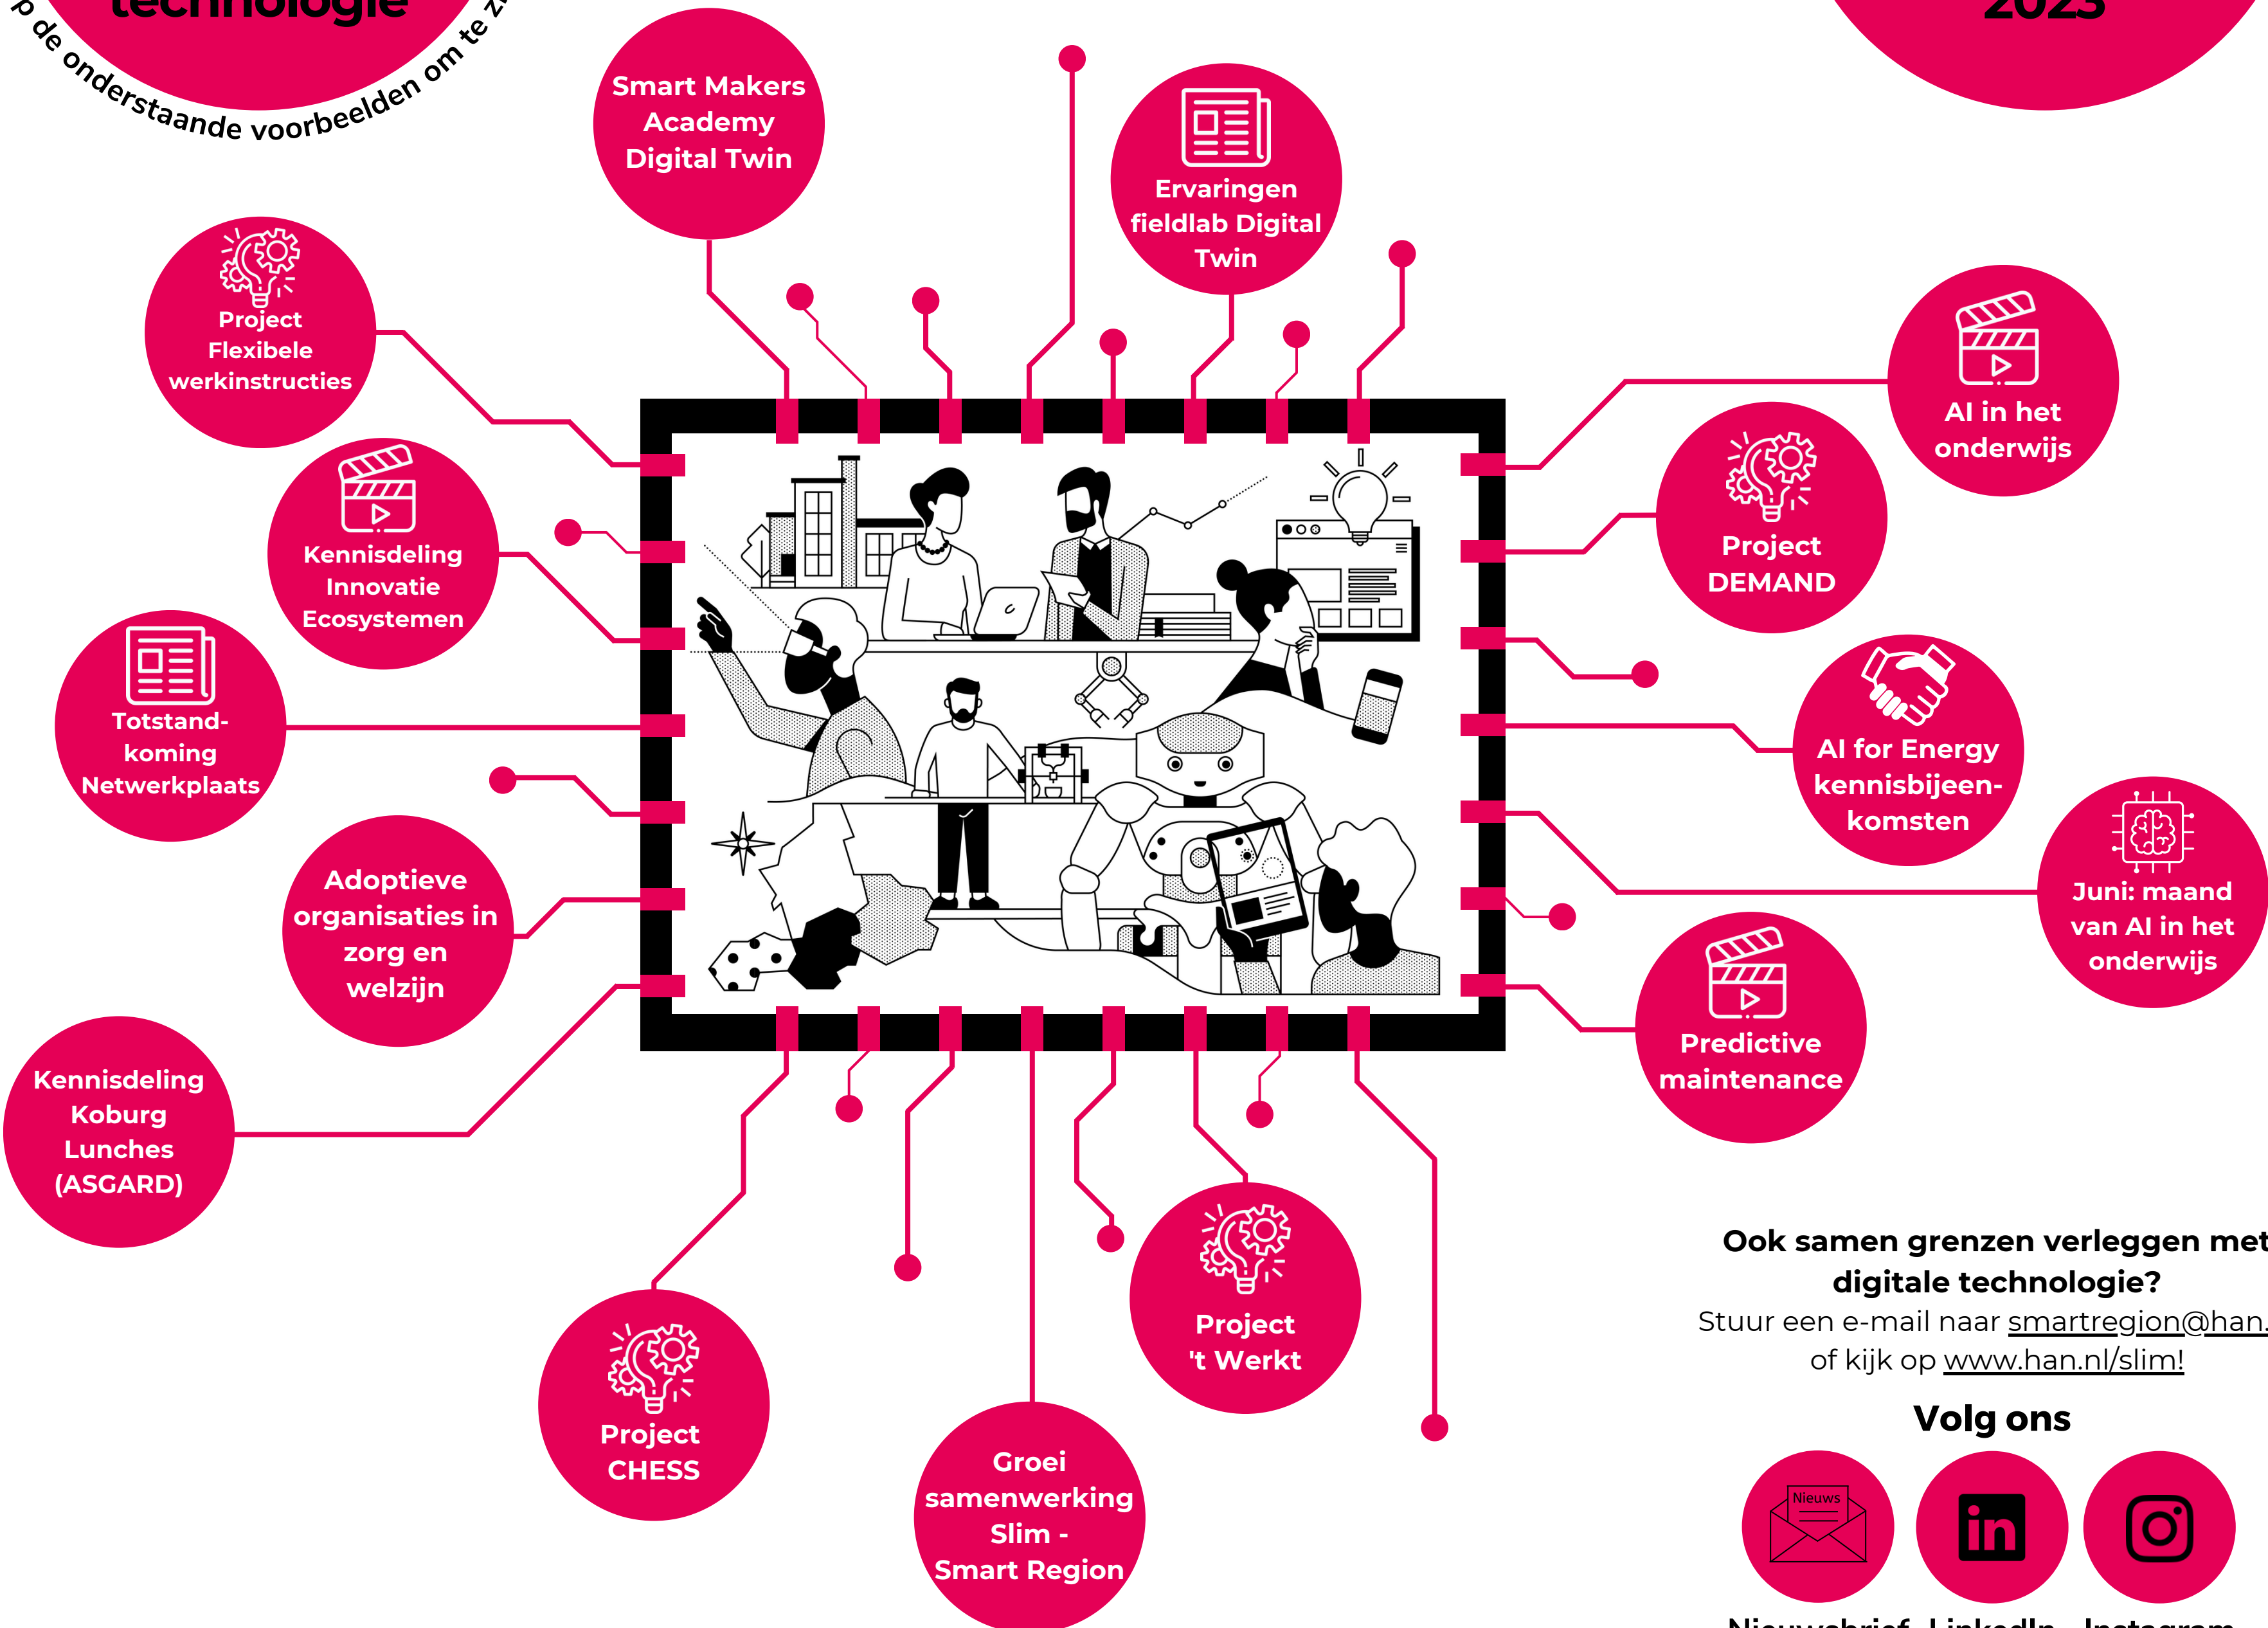 technologie
de onderstaande voorbeelden om te
2023
Smart Makers
Academy
Digital Twin
Ervaringen
fieldlab Digital
Twin
Project
Flexibele
werkinstructies
AI in het
onderwijs
Kennisdeling
Innovatie
Ecosystemen
Project
DEMAND
Totstand-
koming
Netwerkplaats
AI for Energy
kennisbijeen-
komsten
Adoptieve
organisaties in
zorg en
welzijn
Juni: maand
van AI in het
onderwijs
Predictive
maintenance
Kennisdeling
Koburg
Lunches
(ASGARD)
Project
't Werkt
Project
CHESS
Groei
samenwerking
Slim -
Smart Region
Ook samen grenzen verleggen met
digitale technologie?
Stuur een e-mail naar smartregion@han.
of kijk op www.han.nl/slim!
Volg ons
Nieuws
in
Nieuwsbrief LinkedIn Instagram